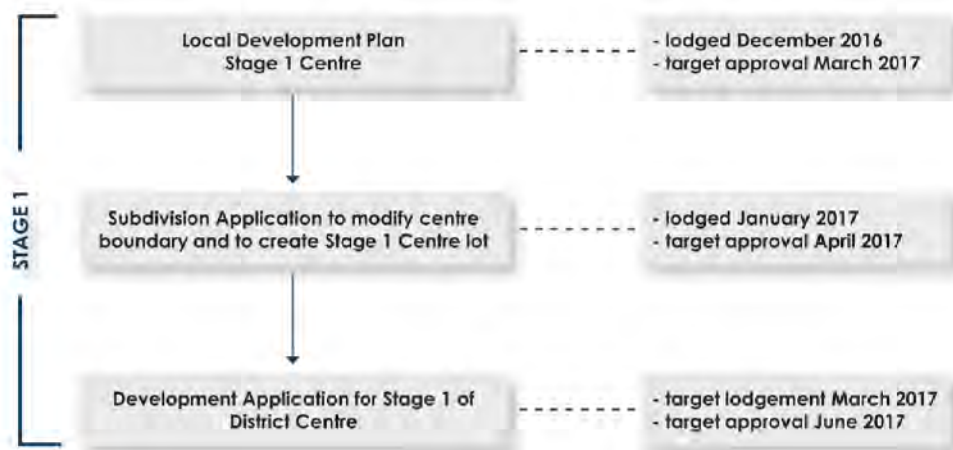 STAGE 1
Local Development Plan
Stage 1 Centre
- lodged December 2016
- target approval March 2017
Subdivision Application to modify centre
boundary and to create Stage 1 Centre lot
- lodged January 2017
- target approval April 2017
Development Application for Stage 1 of
District Centre
- target lodgement March 2017
- target approval June 2017